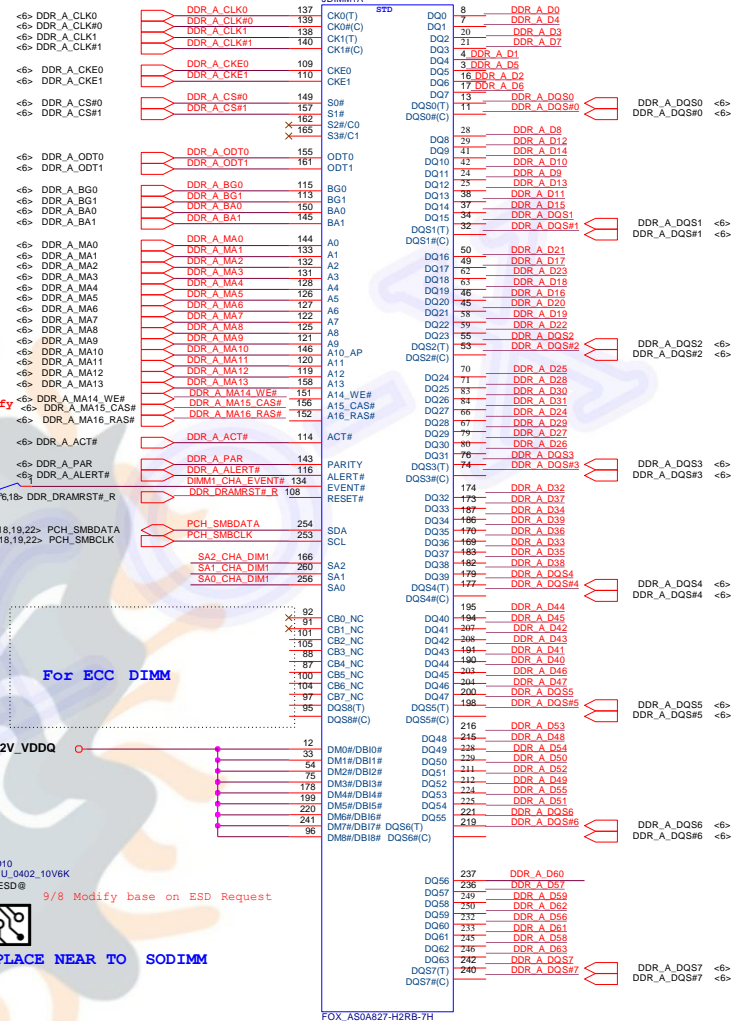 JDIMM1A
STD
<6> DDR_A_CLK0 DDR_A_CLK0 137 CK0(T)
<6> DDR_A_CLK#0 DDR_A_CLK#0 139 CK0#(C)
<6> DDR_A_CLK1 DDR_A_CLK1 138 CK1(T)
<6> DDR_A_CLK#1 DDR_A_CLK#1 140 CK1#(C)
<6> DDR_A_CKE0 DDR_A_CKE0 109 CKE0
<6> DDR_A_CKE1 DDR_A_CKE1 110 CKE1
<6> DDR_A_CS#0 DDR_A_CS#0 149 S0#
<6> DDR_A_CS#1 DDR_A_CS#1 157 S1#
162 S2#/C0
165 S3#/C1
<6> DDR_A_ODT0 DDR_A_ODT0 155 ODT0
<6> DDR_A_ODT1 DDR_A_ODT1 161 ODT1
<6> DDR_A_BG0 DDR_A_BG0 115 BG0
<6> DDR_A_BG1 DDR_A_BG1 113 BG1
<6> DDR_A_BA0 DDR_A_BA0 150 BA0
<6> DDR_A_BA1 DDR_A_BA1 145 BA1
<6> DDR_A_MA0 DDR_A_MA0 144 A0
<6> DDR_A_MA1 DDR_A_MA1 133 A1
<6> DDR_A_MA2 DDR_A_MA2 132 A2
<6> DDR_A_MA3 DDR_A_MA3 131 A3
<6> DDR_A_MA4 DDR_A_MA4 128 A4
<6> DDR_A_MA5 DDR_A_MA5 126 A5
<6> DDR_A_MA6 DDR_A_MA6 127 A6
<6> DDR_A_MA7 DDR_A_MA7 122 A7
<6> DDR_A_MA8 DDR_A_MA8 125 A8
<6> DDR_A_MA9 DDR_A_MA9 121 A9
<6> DDR_A_MA10 DDR_A_MA10 146 A10_AP
<6> DDR_A_MA11 DDR_A_MA11 120 A11
<6> DDR_A_MA12 DDR_A_MA12 119 A12
<6> DDR_A_MA13 DDR_A_MA13 158 A13
<6> DDR_A_MA14_WE# DDR_A_MA14_WE# 151 A14_WE#
fy <6> DDR_A_MA15_CAS# DDR_A_MA15_CAS# 156 A15_CAS#
<6> DDR_A_MA16_RAS# DDR_A_MA16_RAS# 152 A16_RAS#
<6> DDR_A_ACT# DDR_A_ACT# 114 ACT#
<6> DDR_A_PAR DDR_A_PAR 143 PARITY
<6> DDR_A_ALERT# DDR_A_ALERT# 116 ALERT#
1 DIMM1_CHA_EVENT# 134 EVENT#
6,18> DDR_DRAMRST#_R DDR_DRAMRST#_R 108 RESET#
18,19,22> PCH_SMBDATA PCH_SMBDATA 254 SDA
18,19,22> PCH_SMBCLK PCH_SMBCLK 253 SCL
SA2_CHA_DIM1 166 SA2
SA1_CHA_DIM1 260 SA1
SA0_CHA_DIM1 256 SA0
92 CB0_NC
91 CB1_NC
101 CB2_NC
105 CB3_NC
88 CB4_NC
87 CB5_NC
100 CB6_NC
104 CB7_NC
97 DQS8(T)
95 DQS8#(C)
For ECC DIMM
2V_VDDQ
12 DM0#/DBI0#
33 DM1#/DBI1#
54 DM2#/DBI2#
75 DM3#/DBI3#
178 DM4#/DBI4#
199 DM5#/DBI5#
220 DM6#/DBI6#
241 DM7#/DBI7#
96 DM8#/DBI8#
910
U_0402_10V6K
ESD@
9/8 Modify base on ESD Request
PLACE NEAR TO SODIMM
DQ0 8 DDR_A_D0
DQ1 7 DDR_A_D4
DQ2 20 DDR_A_D3
DQ3 21 DDR_A_D7
DQ4 4 DDR_A_D1
DQ5 3 DDR_A_D5
DQ6 16 DDR_A_D2
DQ7 17 DDR_A_D6
DQS0(T) 13 DDR_A_DQS0 DDR_A_DQS0 <6>
DQS0#(C) 11 DDR_A_DQS#0 DDR_A_DQS#0 <6>
DQ8 28 DDR_A_D8
DQ9 29 DDR_A_D12
DQ10 41 DDR_A_D14
DQ11 42 DDR_A_D10
DQ12 24 DDR_A_D9
DQ13 25 DDR_A_D13
DQ14 38 DDR_A_D11
DQ15 37 DDR_A_D15
DQS1(T) 34 DDR_A_DQS1 DDR_A_DQS1 <6>
DQS1#(C) 32 DDR_A_DQS#1 DDR_A_DQS#1 <6>
DQ16 50 DDR_A_D21
DQ17 49 DDR_A_D17
DQ18 62 DDR_A_D23
DQ19 63 DDR_A_D18
DQ20 46 DDR_A_D16
DQ21 45 DDR_A_D20
DQ22 58 DDR_A_D19
DQ23 59 DDR_A_D22
DQS2(T) 55 DDR_A_DQS2 DDR_A_DQS2 <6>
DQS2#(C) 53 DDR_A_DQS#2 DDR_A_DQS#2 <6>
DQ24 70 DDR_A_D25
DQ25 71 DDR_A_D28
DQ26 83 DDR_A_D30
DQ27 84 DDR_A_D31
DQ28 66 DDR_A_D24
DQ29 67 DDR_A_D29
DQ30 79 DDR_A_D27
DQ31 80 DDR_A_D26
DQS3(T) 76 DDR_A_DQS3 DDR_A_DQS3 <6>
DQS3#(C) 74 DDR_A_DQS#3 DDR_A_DQS#3 <6>
DQ32 174 DDR_A_D32
DQ33 173 DDR_A_D37
DQ34 187 DDR_A_D34
DQ35 186 DDR_A_D39
DQ36 170 DDR_A_D36
DQ37 169 DDR_A_D33
DQ38 183 DDR_A_D35
DQ39 182 DDR_A_D38
DQS4(T) 179 DDR_A_DQS4 DDR_A_DQS4 <6>
DQS4#(C) 177 DDR_A_DQS#4 DDR_A_DQS#4 <6>
DQ40 195 DDR_A_D44
DQ41 194 DDR_A_D45
DQ42 207 DDR_A_D42
DQ43 208 DDR_A_D43
DQ44 191 DDR_A_D41
DQ45 190 DDR_A_D40
DQ46 203 DDR_A_D46
DQ47 204 DDR_A_D47
DQS5(T) 200 DDR_A_DQS5 DDR_A_DQS5 <6>
DQS5#(C) 198 DDR_A_DQS#5 DDR_A_DQS#5 <6>
DQ48 216 DDR_A_D53
DQ49 215 DDR_A_D48
DQ50 228 DDR_A_D54
DQ51 229 DDR_A_D50
DQ52 211 DDR_A_D52
DQ53 212 DDR_A_D49
DQ54 224 DDR_A_D55
DQ55 225 DDR_A_D51
DQS6(T) 221 DDR_A_DQS6 DDR_A_DQS6 <6>
DQS6#(C) 219 DDR_A_DQS#6 DDR_A_DQS#6 <6>
DQ56 237 DDR_A_D60
DQ57 236 DDR_A_D57
DQ58 249 DDR_A_D59
DQ59 250 DDR_A_D62
DQ60 232 DDR_A_D56
DQ61 233 DDR_A_D61
DQ62 245 DDR_A_D58
DQ63 246 DDR_A_D63
DQS7(T) 242 DDR_A_DQS7 DDR_A_DQS7 <6>
DQS7#(C) 240 DDR_A_DQS#7 DDR_A_DQS#7 <6>
FOX_AS0A827-H2RB-7H